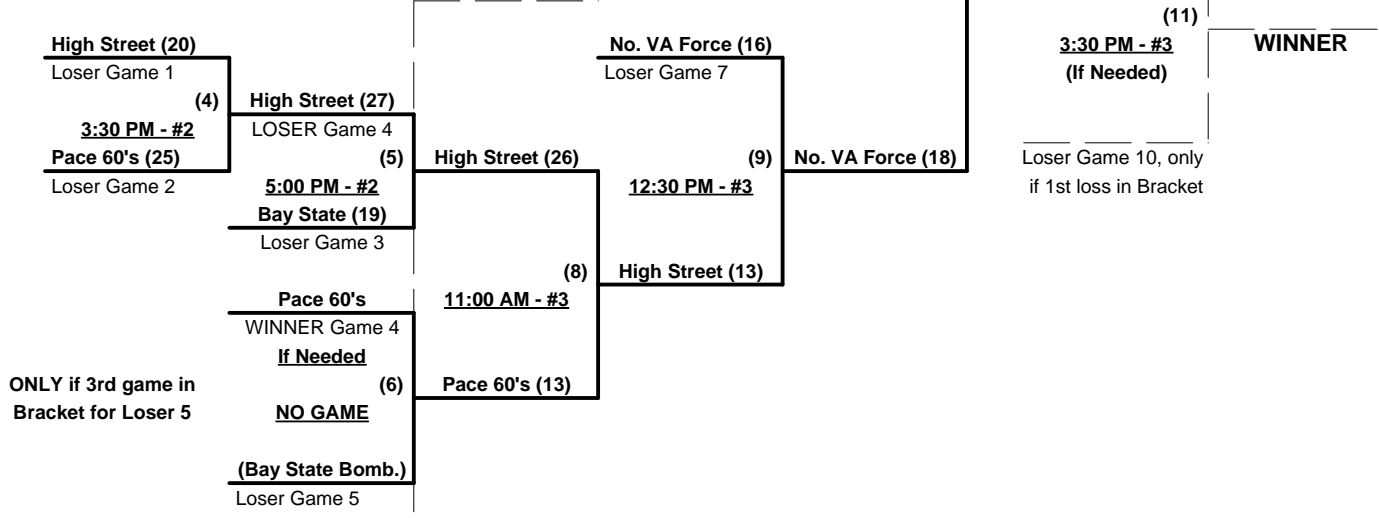 (11)
High Street (20)
No. VA Force (16)
3:30 PM - #3
WINNER
Loser Game 1
Loser Game 7
(If Needed)
(4)
High Street (27)
3:30 PM - #2
LOSER Game 4
Pace 60's (25)
(5)
High Street (26)
(9)
No. VA Force (18)
Loser Game 10, only
Loser Game 2
5:00 PM - #2
12:30 PM - #3
if 1st loss in Bracket
Bay State (19)
Loser Game 3
(8)
High Street (13)
Pace 60's
11:00 AM - #3
WINNER Game 4
If Needed
ONLY if 3rd game in
(6)
Pace 60's (13)
Bracket for Loser 5
NO GAME
(Bay State Bomb.)
Loser Game 5